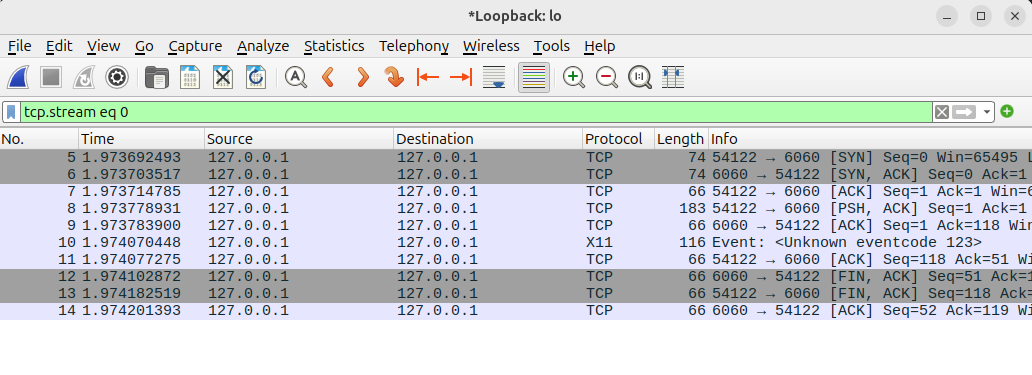 *Loopback: lo
File Edit View Go Capture Analyze Statistics Telephony Wireless Tools Help
tcp.stream eq 0
No. Time Source Destination Protocol Length Info
5 1.973692493 127.0.0.1 127.0.0.1 TCP 74 54122 → 6060 [SYN] Seq=0 Win=65495 L
6 1.973703517 127.0.0.1 127.0.0.1 TCP 74 6060 → 54122 [SYN, ACK] Seq=0 Ack=1
7 1.973714785 127.0.0.1 127.0.0.1 TCP 66 54122 → 6060 [ACK] Seq=1 Ack=1 Win=6
8 1.973778931 127.0.0.1 127.0.0.1 TCP 183 54122 → 6060 [PSH, ACK] Seq=1 Ack=1
9 1.973783900 127.0.0.1 127.0.0.1 TCP 66 6060 → 54122 [ACK] Seq=1 Ack=118 Win
10 1.974070448 127.0.0.1 127.0.0.1 X11 116 Event: <Unknown eventcode 123>
11 1.974077275 127.0.0.1 127.0.0.1 TCP 66 54122 → 6060 [ACK] Seq=118 Ack=51 Wi
12 1.974102872 127.0.0.1 127.0.0.1 TCP 66 6060 → 54122 [FIN, ACK] Seq=51 Ack=1
13 1.974182519 127.0.0.1 127.0.0.1 TCP 66 54122 → 6060 [FIN, ACK] Seq=118 Ack=
14 1.974201393 127.0.0.1 127.0.0.1 TCP 66 6060 → 54122 [ACK] Seq=52 Ack=119 Wi